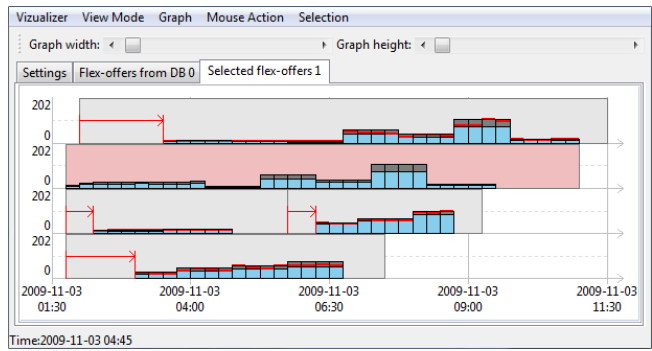 Vizualizer View Mode Graph Mouse Action Selection
Graph width: Graph height:
Settings Flex-offers from DB 0 Selected flex-offers 1
202
0
202
0
202
0
202
0
2009-11-03 2009-11-03 2009-11-03 2009-11-03 2009-11-03
01:30 04:00 06:30 09:00 11:30
Time:2009-11-03 04:45